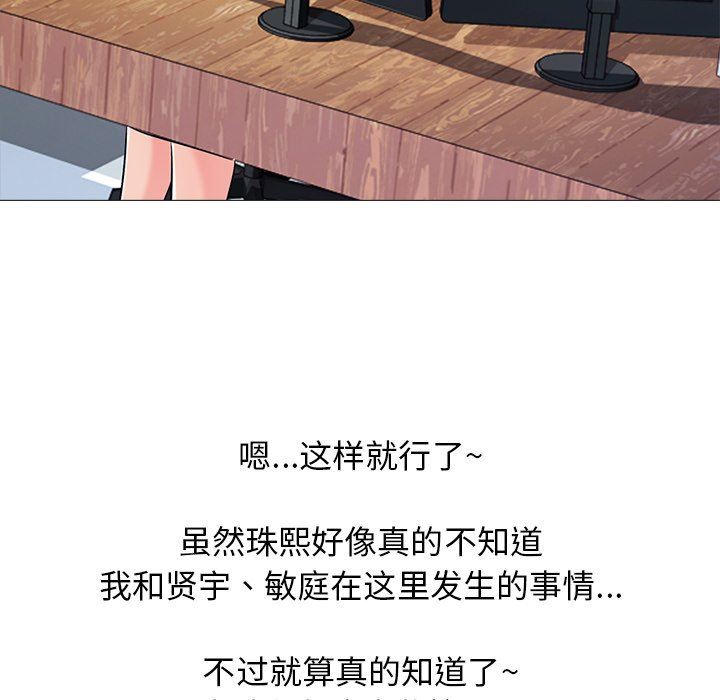 嗯...这样就行了~
虽然珠熙好像真的不知道
我和贤宇、敏庭在这里发生的事情...
不过就算真的知道了~